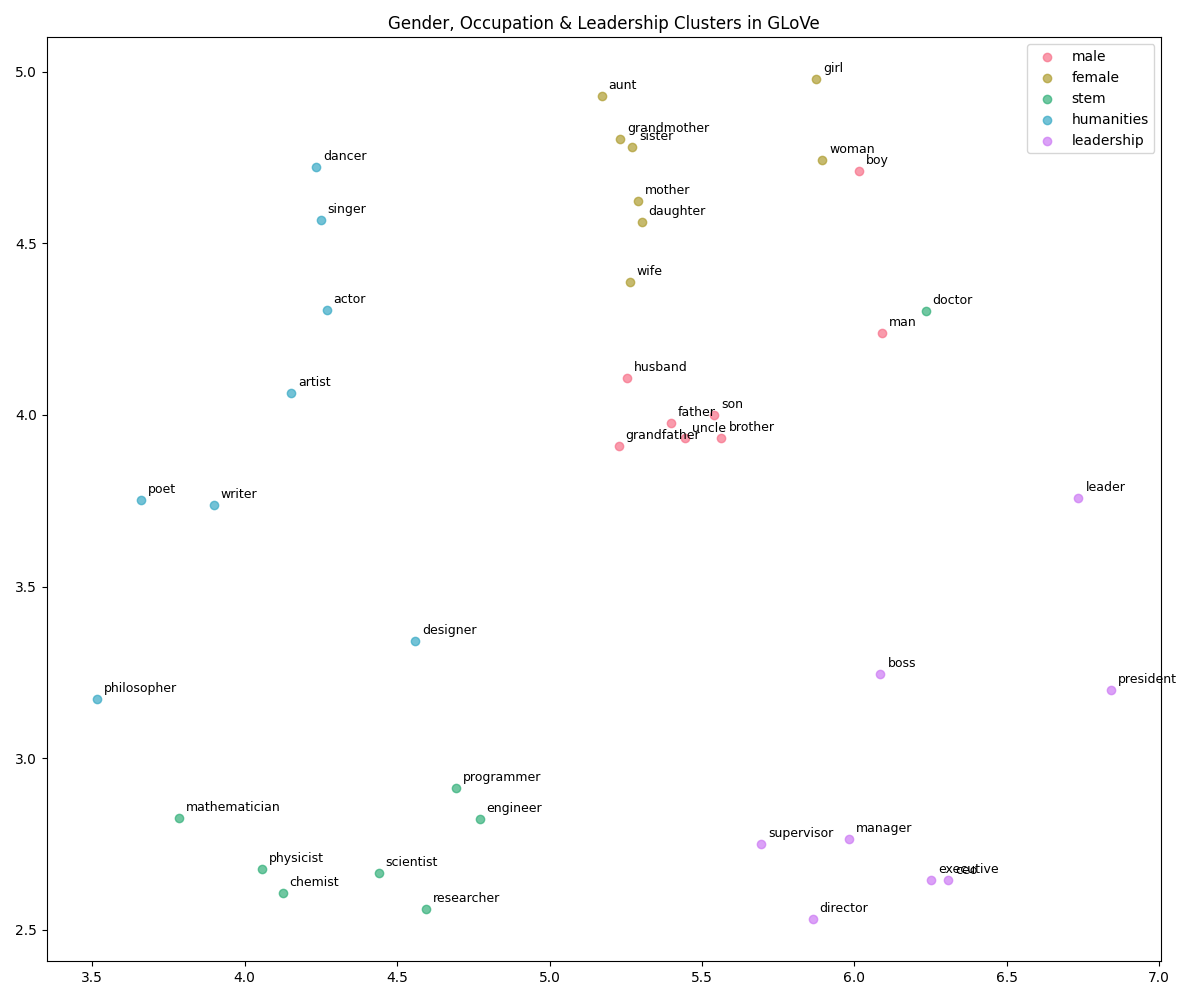 Gender, Occupation & Leadership Clusters in GLoVe
male
female
stem
humanities
leadership
girl
aunt
grandmother
sister
dancer
woman
boy
mother
singer
daughter
wife
actor
doctor
man
husband
artist
son
father
uncle
brother
grandfather
poet
writer
leader
designer
boss
philosopher
president
programmer
mathematician
engineer
supervisor
manager
physicist
scientist
executive
ceo
chemist
researcher
director
5.0
4.5
4.0
3.5
3.0
2.5
3.5 4.0 4.5 5.0 5.5 6.0 6.5 7.0